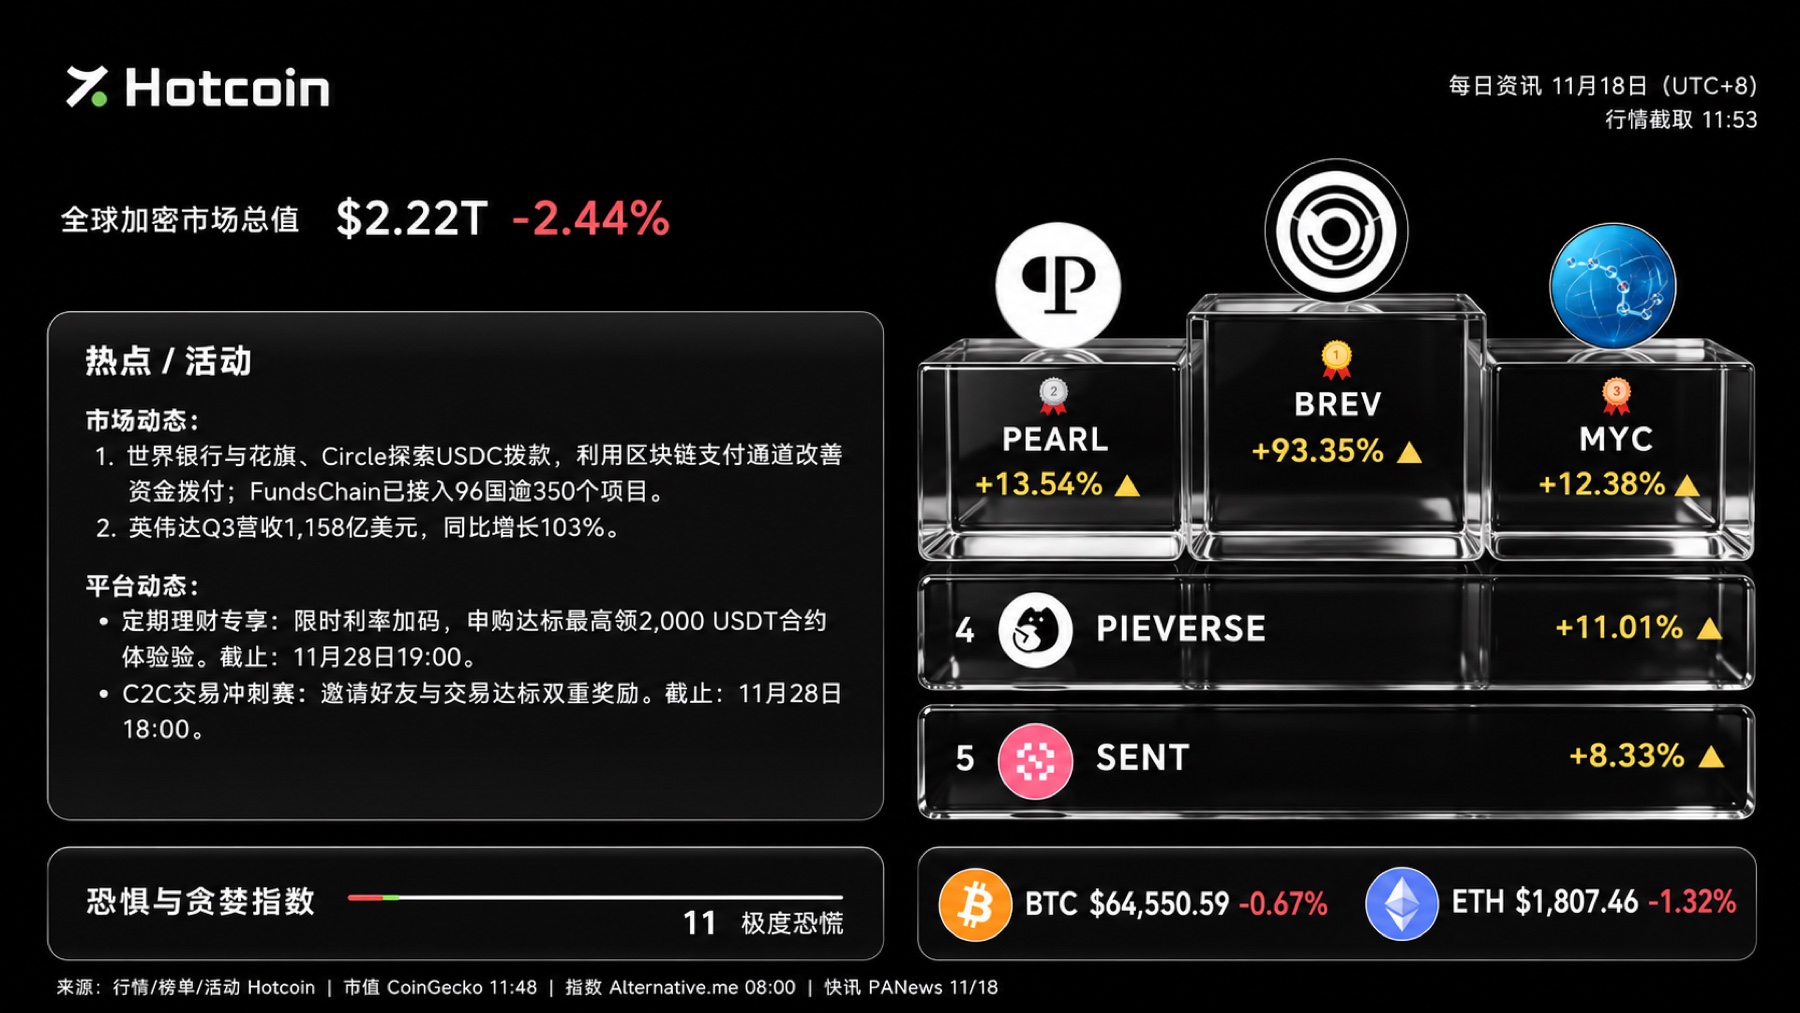 Hotcoin
每日资讯 11月18日（UTC+8）
行情截取 11:53
全球加密市场总值 $2.22T -2.44%
热点 / 活动
市场动态：
1. 世界银行与花旗、Circle探索USDC拨款，利用区块链支付通道改善
资金拨付；FundsChain已接入96国逾350个项目。
2. 英伟达Q3营收1,158亿美元，同比增长103%。
平台动态：
• 定期理财专享：限时利率加码，申购达标最高领2,000 USDT合约
体验验。截止：11月28日19:00。
• C2C交易冲刺赛：邀请好友与交易达标双重奖励。截止：11月28日
18:00。
恐惧与贪婪指数
11 极度恐慌
2
PEARL
+13.54%
1
BREV
+93.35%
3
MYC
+12.38%
4 PIEVERSE +11.01%
5 SENT +8.33%
BTC $64,550.59 -0.67%
ETH $1,807.46 -1.32%
来源：行情/榜单/活动 Hotcoin | 市值 CoinGecko 11:48 | 指数 Alternative.me 08:00 | 快讯 PANews 11/18